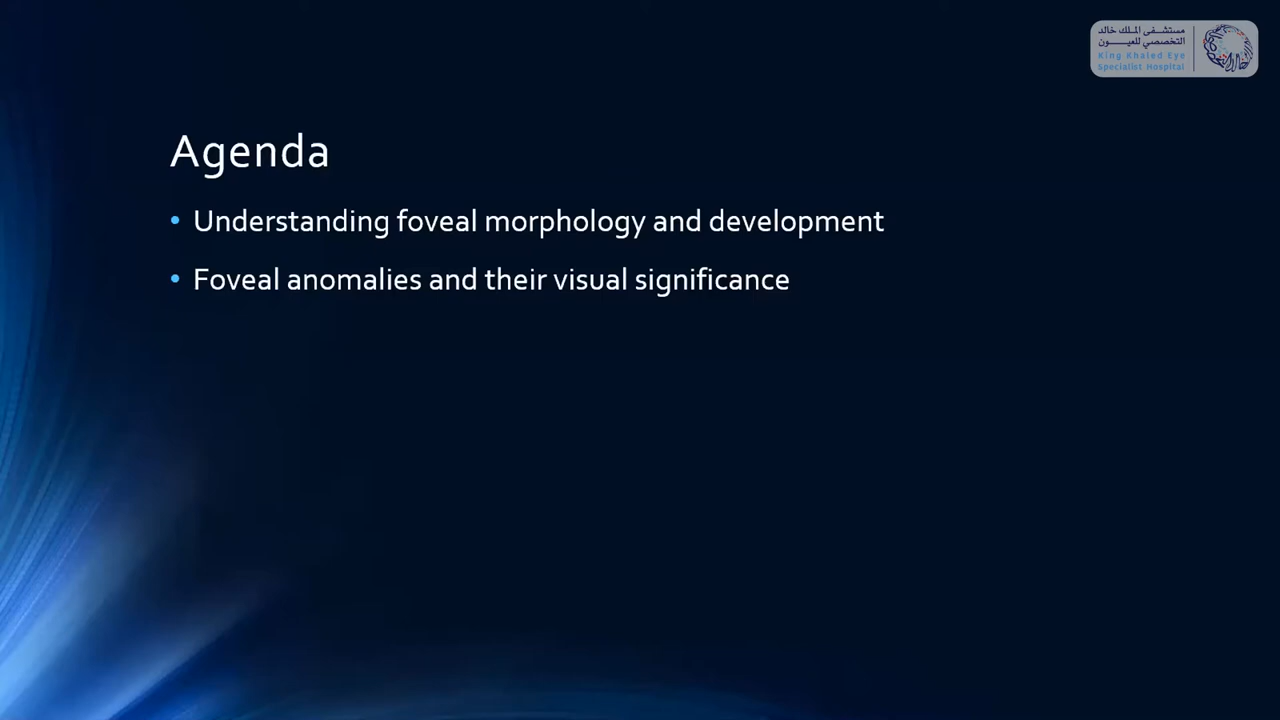 مستشفى الملك خالد
التخصصي للعيون
King Khaled Eye
Specialist Hospital
Agenda
• Understanding foveal morphology and development
• Foveal anomalies and their visual significance